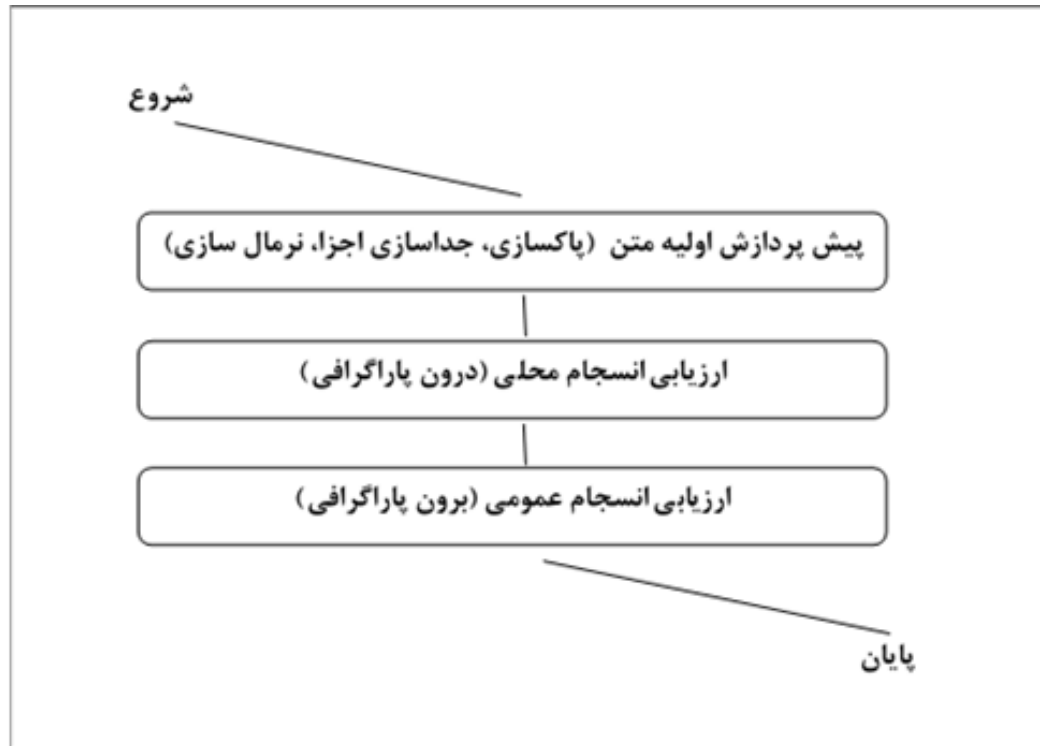 شروع
پیش پردازش اولیه متن (پاکسازی، جداسازی اجزا، نرمال سازی)
ارزیابی انسجام محلی (درون پاراگرافی)
ارزیابی انسجام عمومی (برون پاراگرافی)
پایان